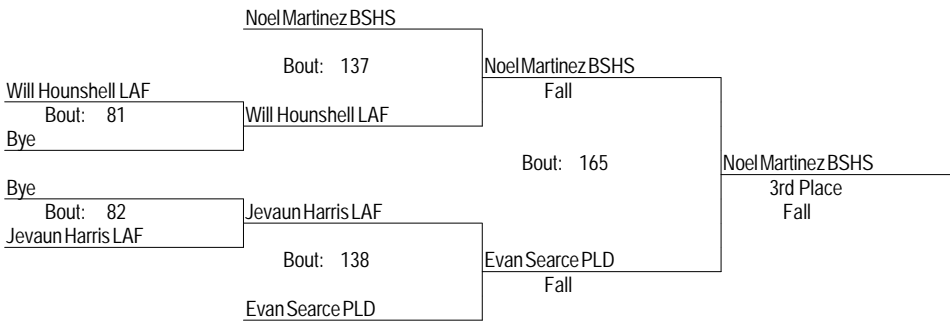 Noel Martinez BSHS
Bout: 137
Noel Martinez BSHS
Fall
Will Hounshell LAF
Bout: 81
Will Hounshell LAF
Bye
Bout: 165
Noel Martinez BSHS
3rd Place
Fall
Bye
Bout: 82
Jevaun Harris LAF
Jevaun Harris LAF
Bout: 138
Evan Searce PLD
Fall
Evan Searce PLD